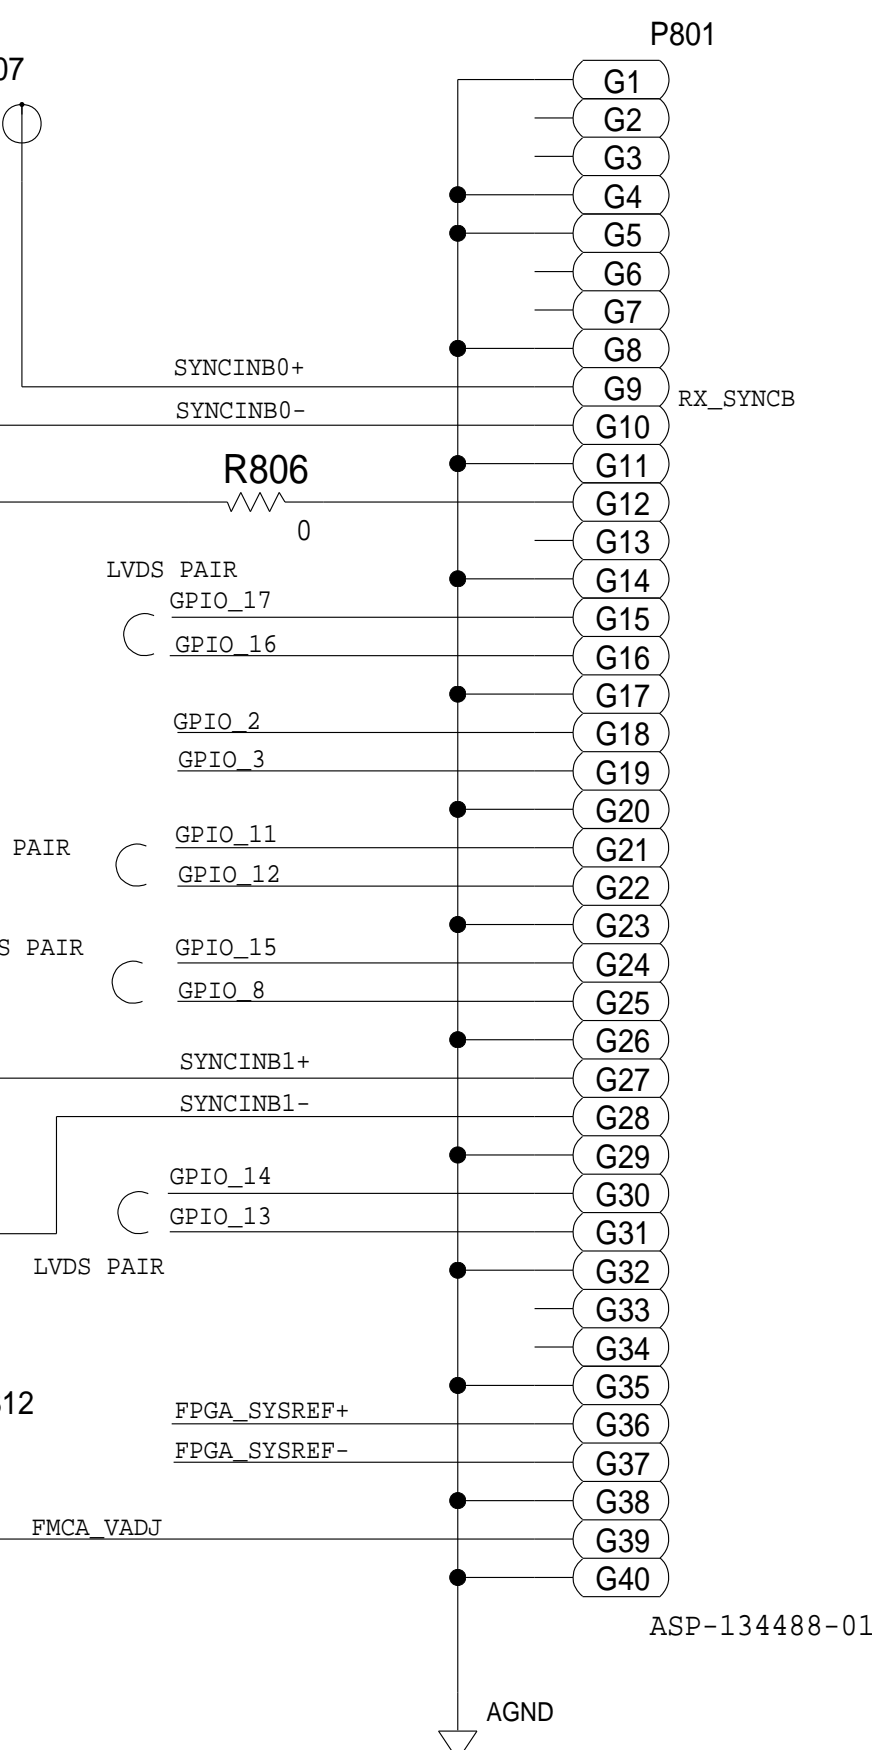 P801
07
G1
G2
G3
G4
G5
G6
G7
G8
SYNCINB0+
G9
RX_SYNCB
SYNCINB0-
G10
R806
G11
G12
0
G13
LVDS PAIR
G14
GPIO_17
G15
GPIO_16
G16
G17
GPIO_2
G18
GPIO_3
G19
G20
GPIO_11
G21
PAIR
GPIO_12
G22
G23
S PAIR
GPIO_15
G24
GPIO_8
G25
G26
SYNCINB1+
G27
SYNCINB1-
G28
G29
GPIO_14
G30
GPIO_13
G31
LVDS PAIR
G32
G33
G34
G35
12
FPGA_SYSREF+
G36
FPGA_SYSREF-
G37
G38
FMCA_VADJ
G39
G40
ASP-134488-01
AGND